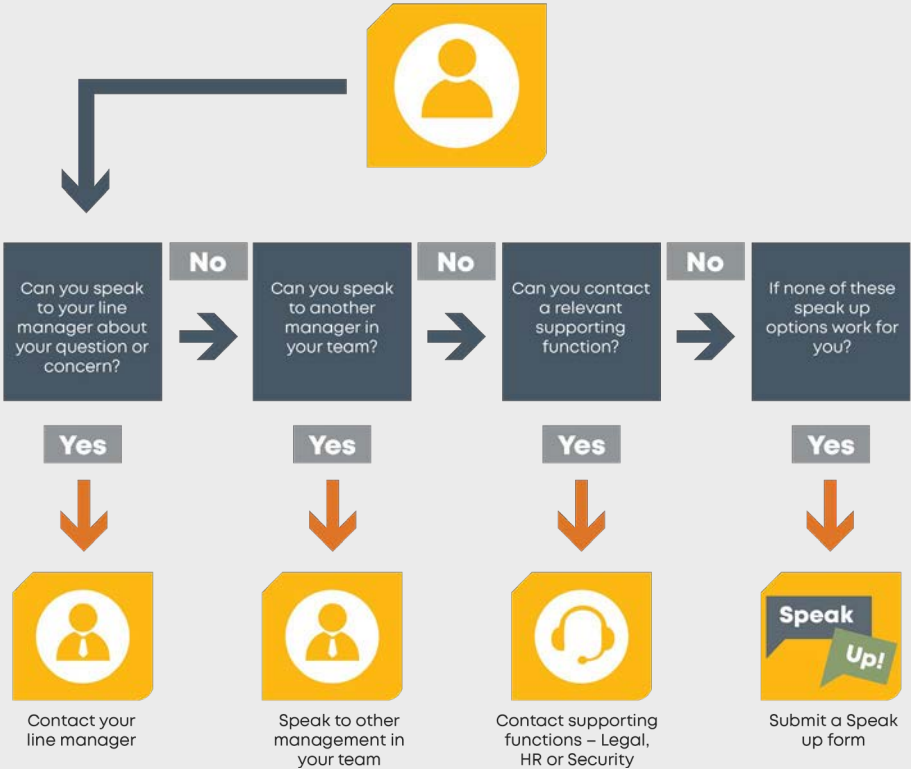 Can you speak
to your line
manager about
your question or
concern?
No
Can you speak
to another
manager in
your team?
No
Can you contact
a relevant
supporting
function?
No
If none of these
speak up
options work for
you?
Yes
Yes
Yes
Yes
Speak
Up!
Contact your
line manager
Speak to other
management in
your team
Contact supporting
functions – Legal,
HR or Security
Submit a Speak
up form